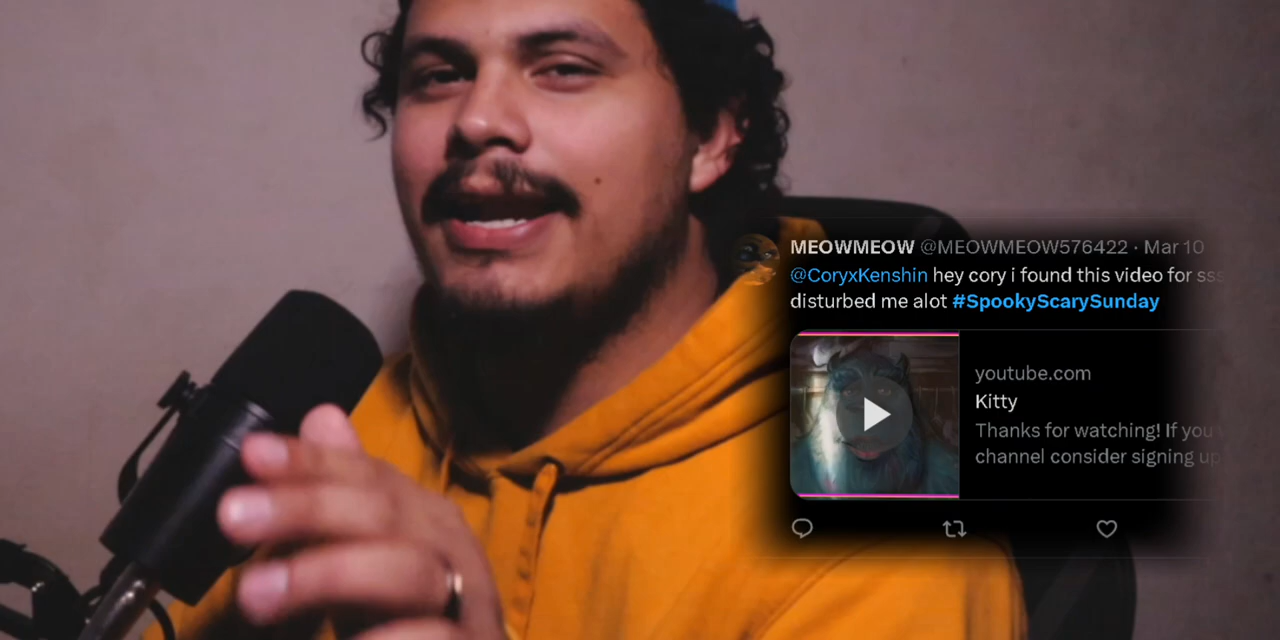 MEOWMEOW @MEOWMEOW576422 · Mar 10
@CoryxKenshin hey cory i found this video for sss
disturbed me alot #SpookyScarySunday
youtube.com
Kitty
Thanks for watching! If you
channel consider signing up